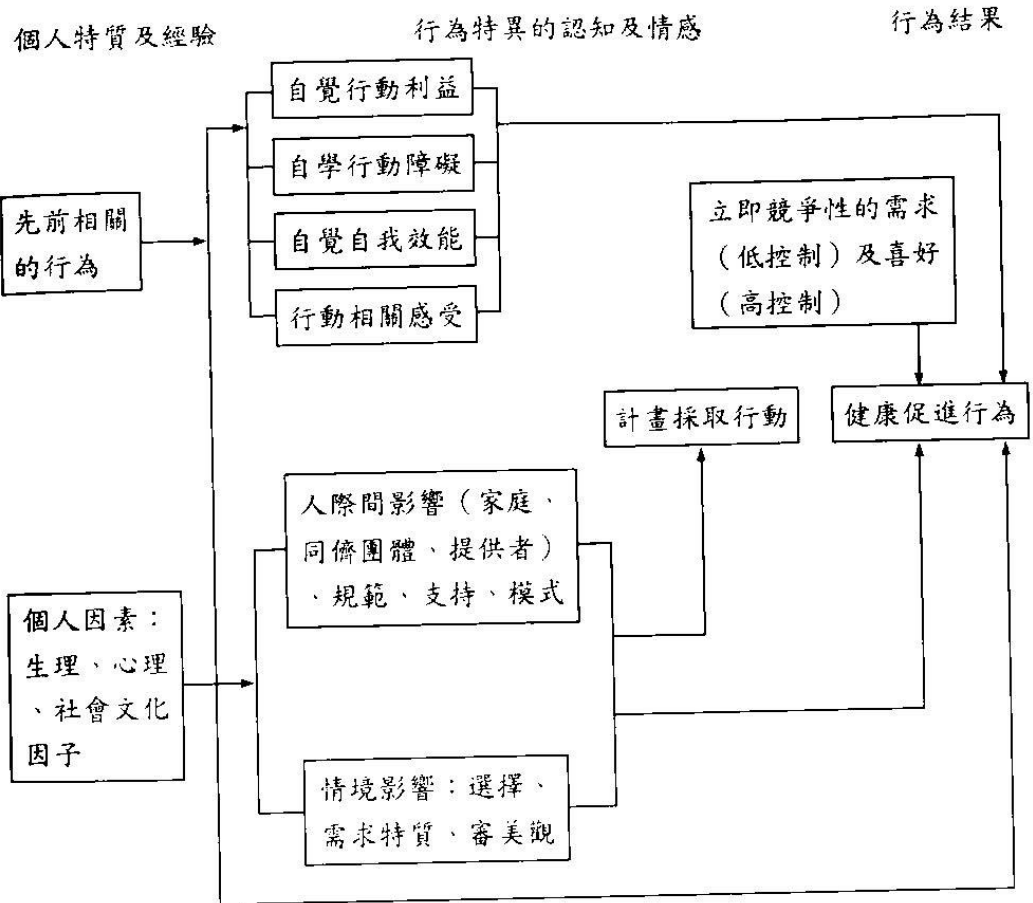 個人特質及經驗
行為特異的認知及情感
行為結果
自覺行動利益
自學行動障礙
自覺自我效能
行動相關感受
先前相關
的行為
立即競爭性的需求
(低控制)及喜好
(高控制)
計畫採取行動
健康促進行為
人際間影響(家庭、
同儕團體、提供者)
、規範、支持、模式
個人因素:
生理、心理
、社會文化
因子
情境影響:選擇、
需求特質、審美觀